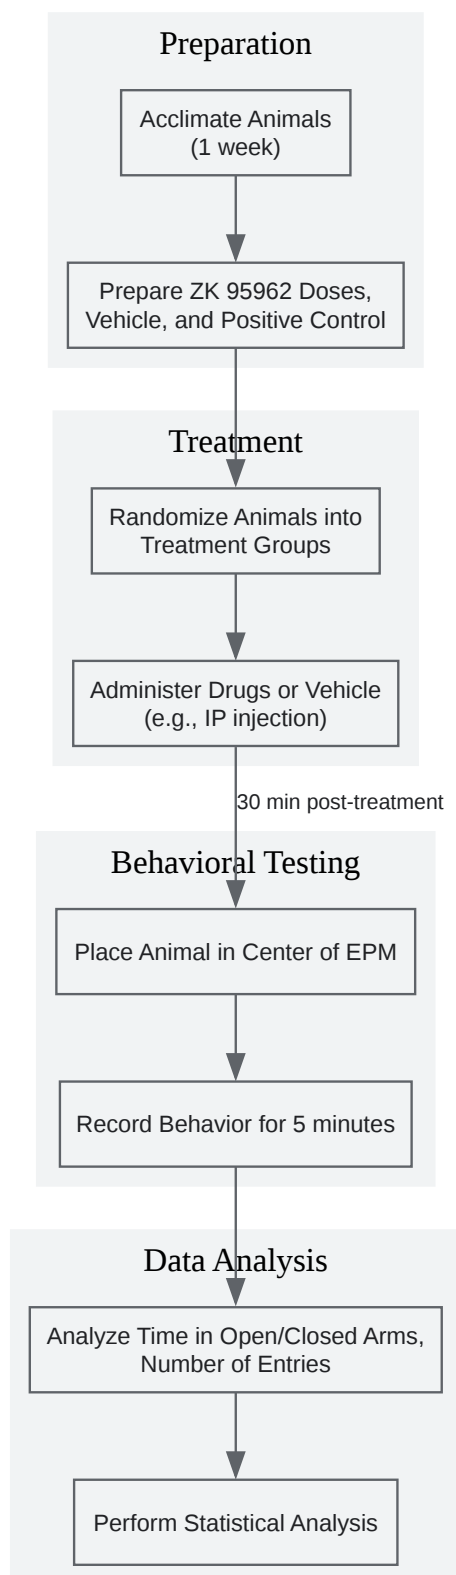 Preparation
Acclimate Animals
(1 week)
Prepare ZK 95962 Doses,
Vehicle, and Positive Control
Treatment
Randomize Animals into
Treatment Groups
Administer Drugs or Vehicle
(e.g., IP injection)
30 min post-treatment
Behavioral Testing
Place Animal in Center of EPM
Record Behavior for 5 minutes
Data Analysis
Analyze Time in Open/Closed Arms,
Number of Entries
Perform Statistical Analysis